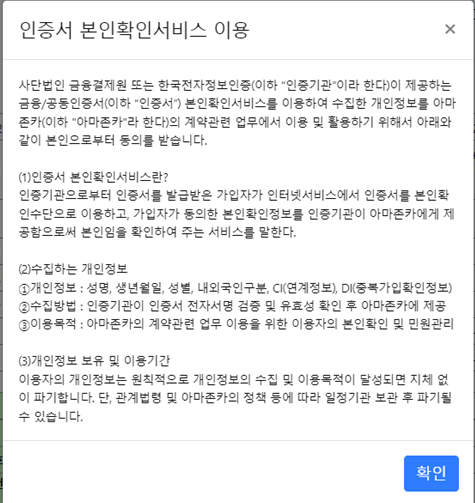 인증서 본인확인서비스 이용
×
사단법인 금융결제원 또는 한국전자정보인증(이하 “인증기관”이라 한다)이 제공하는
금융/공동인증서(이하 “인증서”) 본인확인서비스를 이용하여 수집한 개인정보를 아마
존카(이하 "아마존카"라 한다)의 계약관련 업무에서 이용 및 활용하기 위해서 아래와
같이 본인으로부터 동의를 받습니다.
(1)인증서 본인확인서비스란?
인증기관으로부터 인증서를 발급받은 가입자가 인터넷서비스에서 인증서를 본인확
인수단으로 이용하고, 가입자가 동의한 본인확인정보를 인증기관이 아마존카에게 제
공함으로써 본인임을 확인하여 주는 서비스를 말한다.
(2)수집하는 개인정보
①개인정보 : 성명, 생년월일, 성별, 내외국인구분, CI(연계정보), DI(중복가입확인정보)
②수집방법 : 인증기관이 인증서 전자서명 검증 및 유효성 확인 후 아마존카에 제공
③이용목적 : 아마존카의 계약관련 업무 이용을 위한 이용자의 본인확인 및 민원관리
(3)개인정보 보유 및 이용기간
이용자의 개인정보는 원칙적으로 개인정보의 수집 및 이용목적이 달성되면 지체 없
이 파기합니다. 단, 관계법령 및 아마존카의 정책 등에 따라 일정기관 보관 후 파기될
수 있습니다.
확인